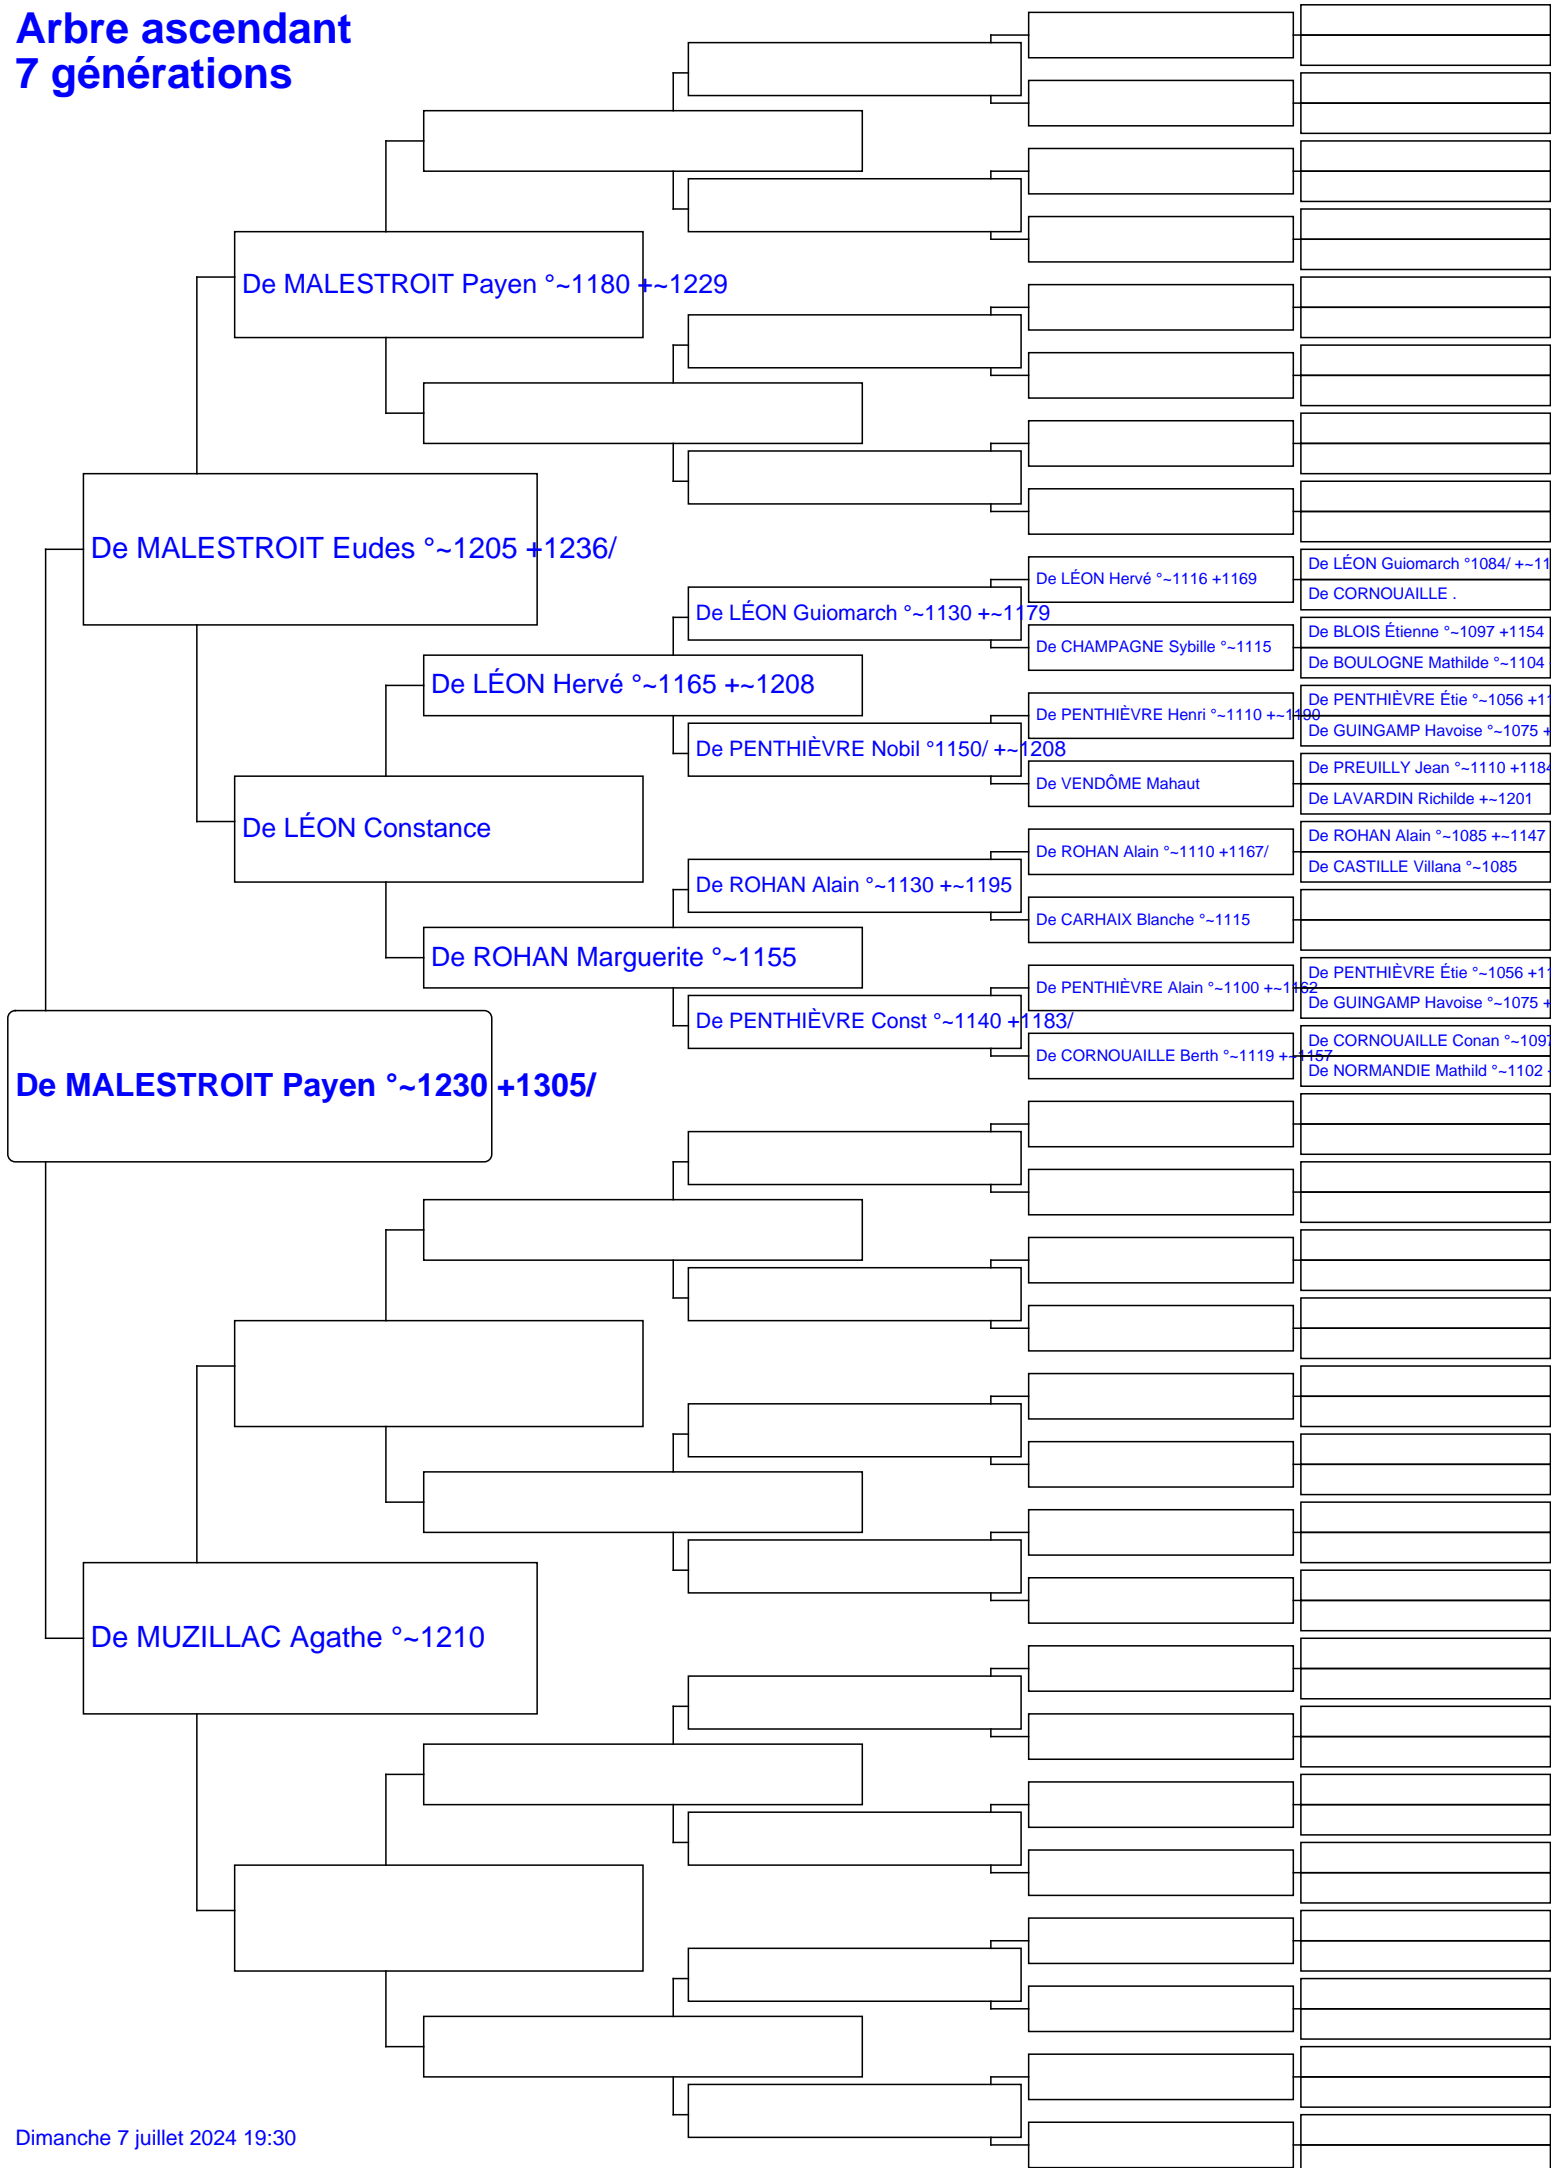 Arbre ascendant
7 générations
De MALESTROIT Payen °~1180 +~1229
De MALESTROIT Eudes °~1205 +1236/
De LÉON Guiomarch °1084/ +~11
De LÉON Hervé °~1116 +1169
De CORNOUAILLE .
De LÉON Guiomarch °~1130 +~1179
De BLOIS Étienne °~1097 +1154
De CHAMPAGNE Sybille °~1115
De BOULOGNE Mathilde °~1104
De LÉON Hervé °~1165 +~1208
De PENTHIÈVRE Étie °~1056 +11
De PENTHIÈVRE Henri °~1110 +~1190
De GUINGAMP Havoise °~1075 +
De PENTHIÈVRE Nobil °1150/ +~1208
De PREUILLY Jean °~1110 +1184
De VENDÔME Mahaut
De LAVARDIN Richilde +~1201
De LÉON Constance
De ROHAN Alain °~1085 +~1147
De ROHAN Alain °~1110 +1167/
De CASTILLE Villana °~1085
De ROHAN Alain °~1130 +~1195
De CARHAIX Blanche °~1115
De ROHAN Marguerite °~1155
De PENTHIÈVRE Étie °~1056 +11
De PENTHIÈVRE Alain °~1100 +~1162
De GUINGAMP Havoise °~1075 +
De PENTHIÈVRE Const °~1140 +1183/
De CORNOUAILLE Conan °~1097
De CORNOUAILLE Berth °~1119 +~1157
De NORMANDIE Mathild °~1102
De MALESTROIT Payen °~1230 +1305/
De MUZILLAC Agathe °~1210
Dimanche 7 juillet 2024 19:30